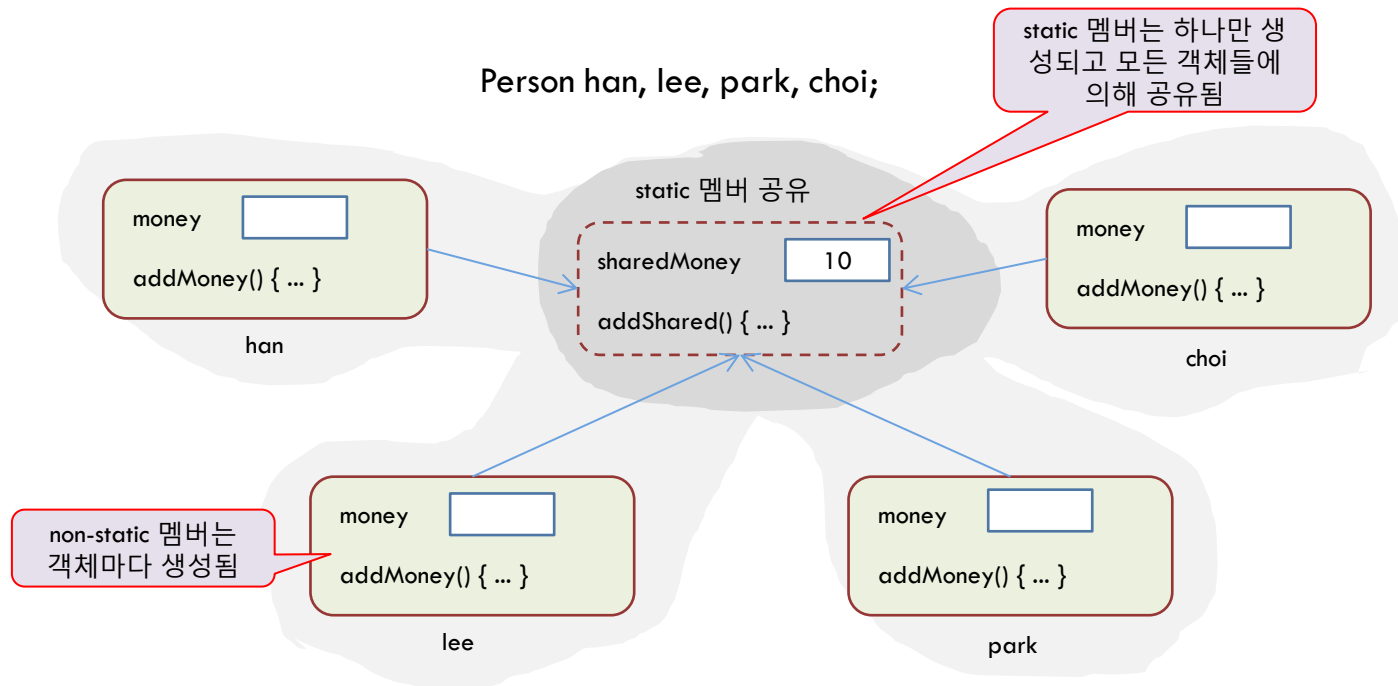 static 멤버는 하나만 생
성되고 모든 객체들에
의해 공유됨
Person han, lee, park, choi;
static 멤버 공유
money
addMoney() { ... }
han
sharedMoney 10
addShared() { ... }
money
addMoney() { ... }
choi
non-static 멤버는
객체마다 생성됨
money
addMoney() { ... }
lee
money
addMoney() { ... }
park